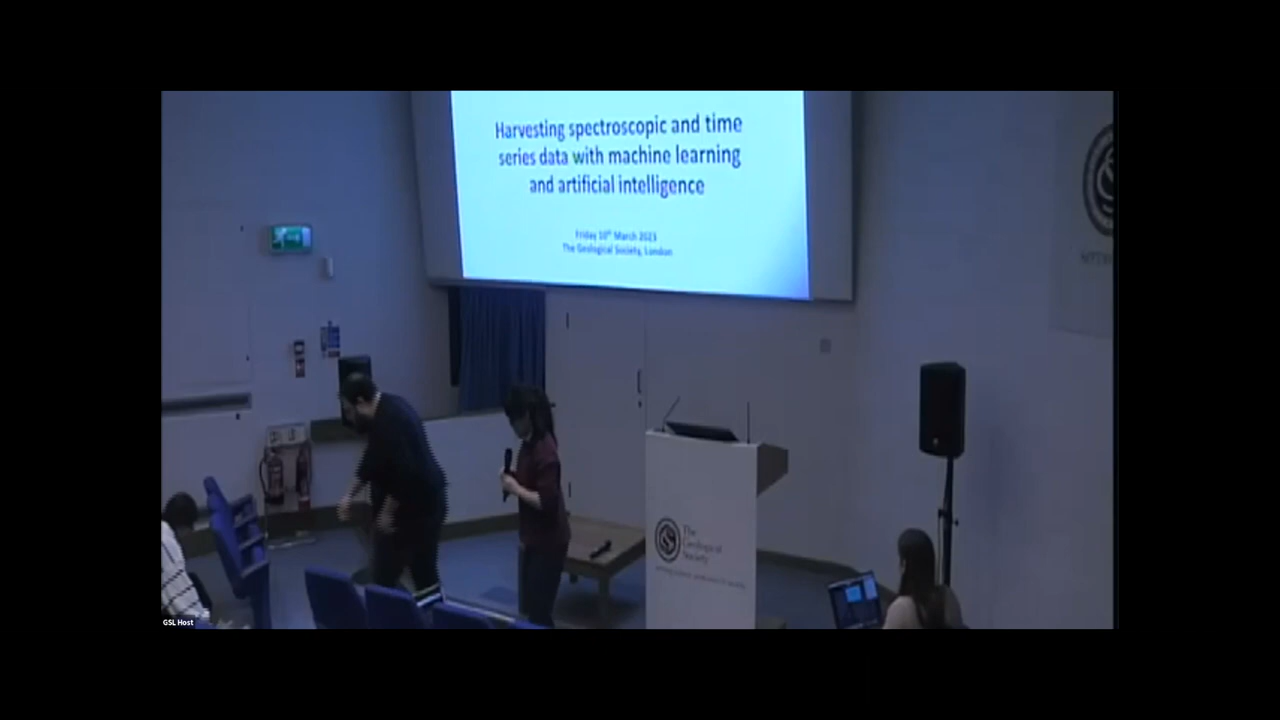 Harvesting spectroscopic and time
series data with machine learning
and artificial intelligence
Friday 10th March 2023
The Geological Society, London
The
Geological
Society
GSL Host